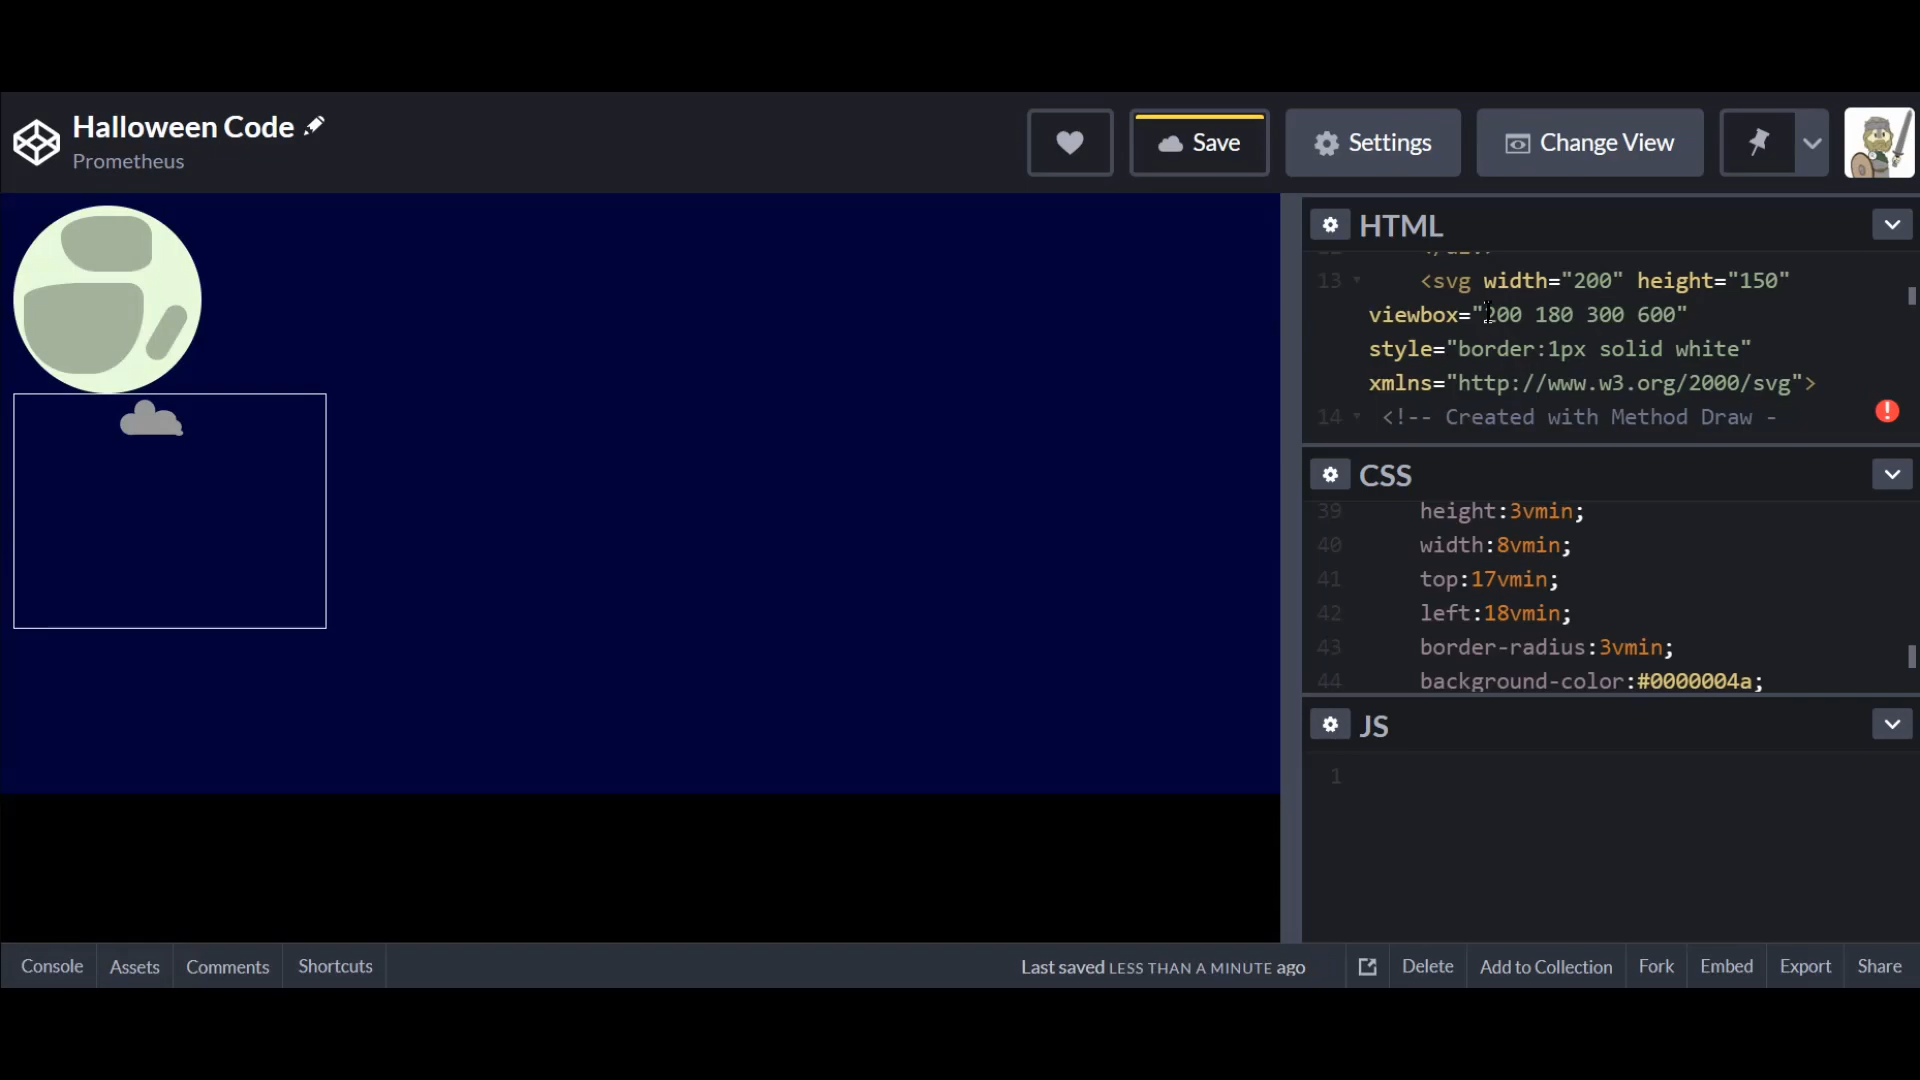 Halloween Code
Prometheus
Save
Settings
Change View
HTML
13 <svg width="200" height="150"
viewbox="200 180 300 600"
style="border:1px solid white"
xmlns="http://www.w3.org/2000/svg">
14 <!-- Created with Method Draw -
CSS
39 height:3vmin;
40 width:8vmin;
41 top:17vmin;
42 left:18vmin;
43 border-radius:3vmin;
44 background-color:#0000004a;
JS
1
Console Assets Comments Shortcuts Last saved LESS THAN A MINUTE ago Delete Add to Collection Fork Embed Export Share